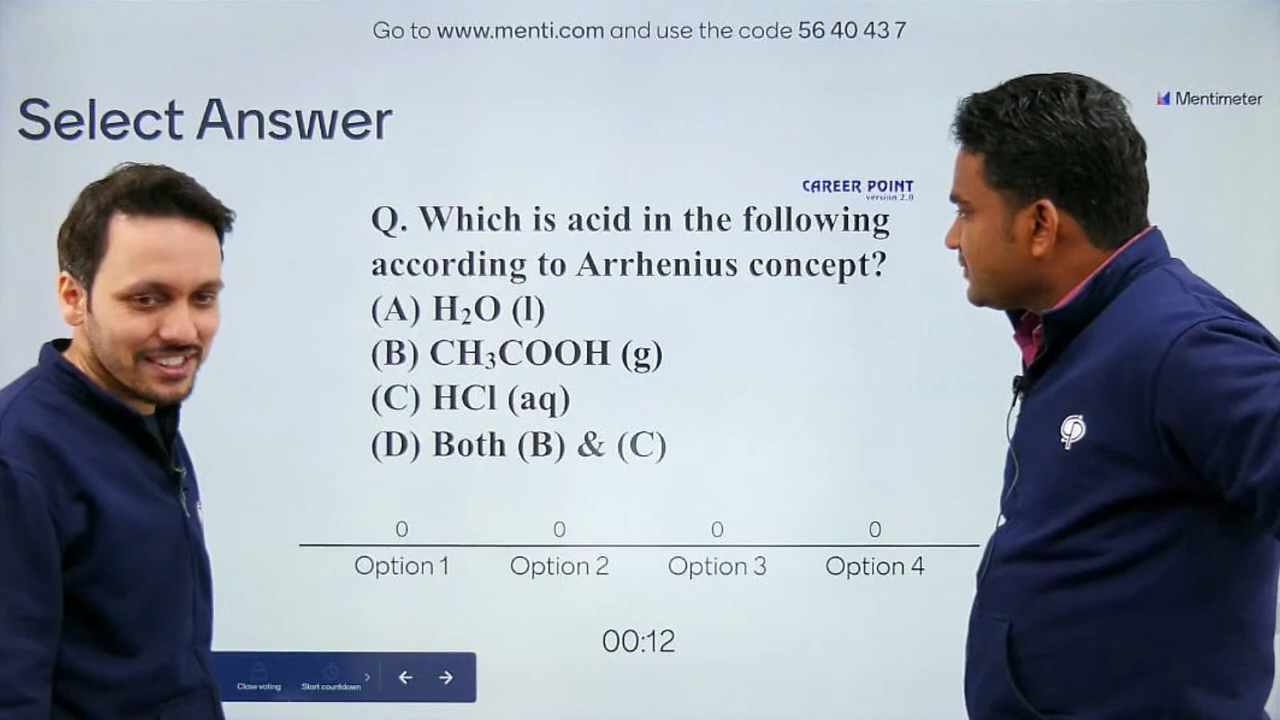 Go to www.menti.com and use the code 56 40 43 7
Select Answer
Mentimeter
CAREER POINT
version 2.0
Q. Which is acid in the following
according to Arrhenius concept?
(A) H₂O (l)
(B) CH₃COOH (g)
(C) HCl (aq)
(D) Both (B) & (C)
0 0 0 0
Option 1 Option 2 Option 3 Option 4
00:12
Close voting Start countdown